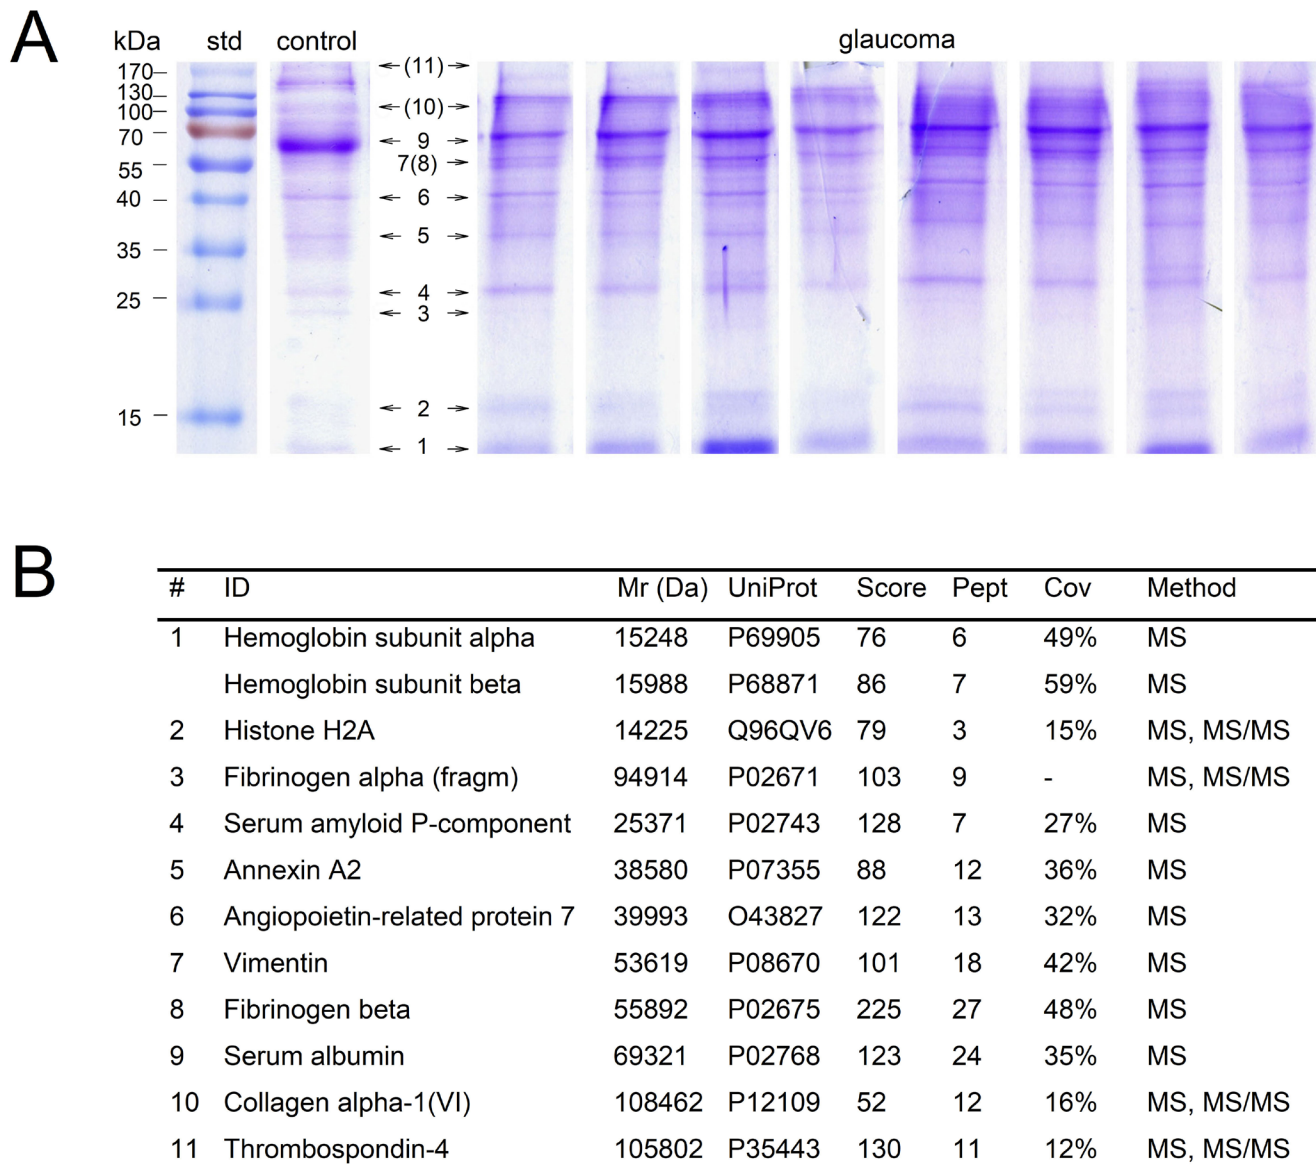 A
kDa std control glaucoma
170
130
100
70
55
40
35
25
15
(11)
(10)
9
7(8)
6
5
4
3
2
1
B
# ID Mr (Da) UniProt Score Pept Cov Method
1 Hemoglobin subunit alpha 15248 P69905 76 6 49% MS
Hemoglobin subunit beta 15988 P68871 86 7 59% MS
2 Histone H2A 14225 Q96QV6 79 3 15% MS, MS/MS
3 Fibrinogen alpha (fragm) 94914 P02671 103 9 - MS, MS/MS
4 Serum amyloid P-component 25371 P02743 128 7 27% MS
5 Annexin A2 38580 P07355 88 12 36% MS
6 Angiopoietin-related protein 7 39993 O43827 122 13 32% MS
7 Vimentin 53619 P08670 101 18 42% MS
8 Fibrinogen beta 55892 P02675 225 27 48% MS
9 Serum albumin 69321 P02768 123 24 35% MS
10 Collagen alpha-1(VI) 108462 P12109 52 12 16% MS, MS/MS
11 Thrombospondin-4 105802 P35443 130 11 12% MS, MS/MS